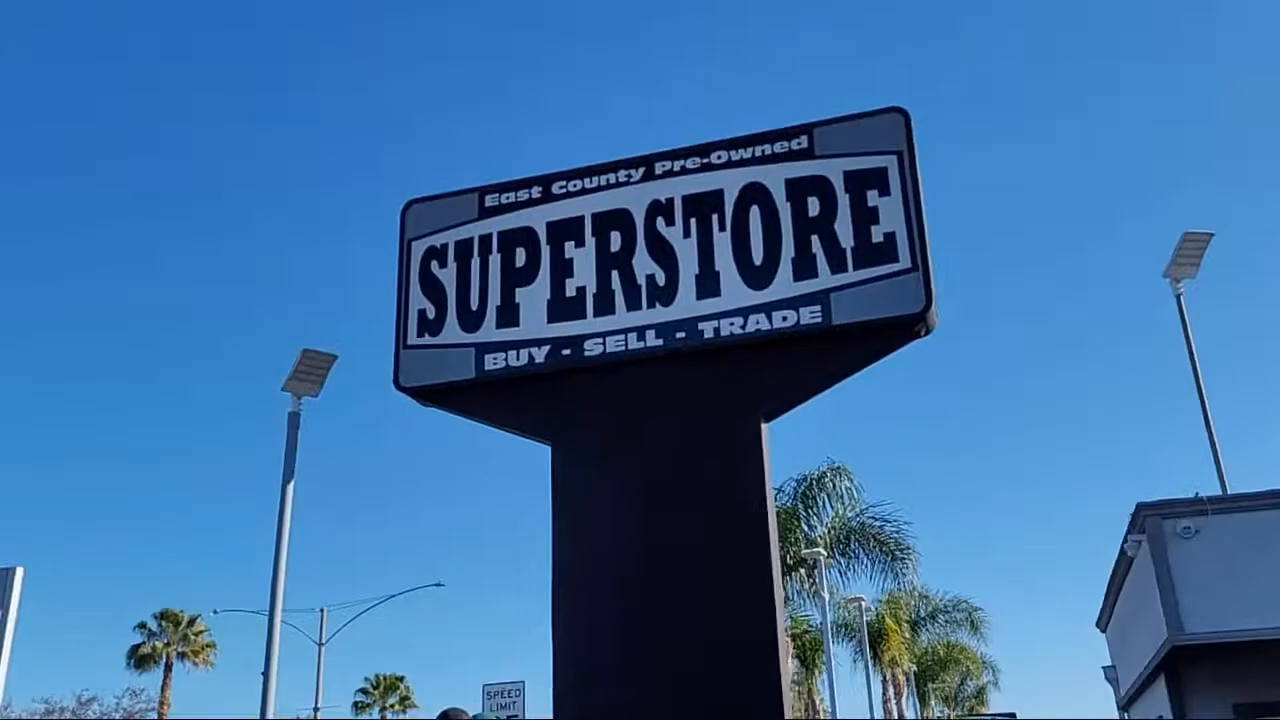 East County Pre-Owned
SUPERSTORE
BUY - SELL - TRADE
SPEED
LIMIT